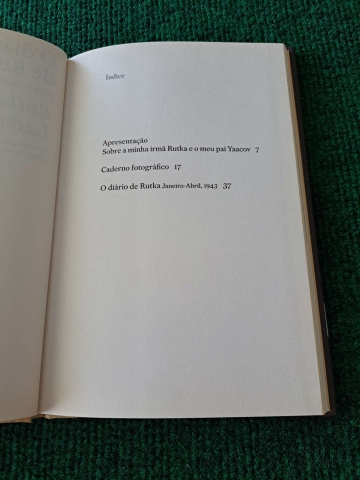 Índice
Apresentação
Sobre a minha irmã Rutka e o meu pai Yaacov 7
Caderno fotográfico 17
O diário de Rutka Janeiro-Abril, 1943 37